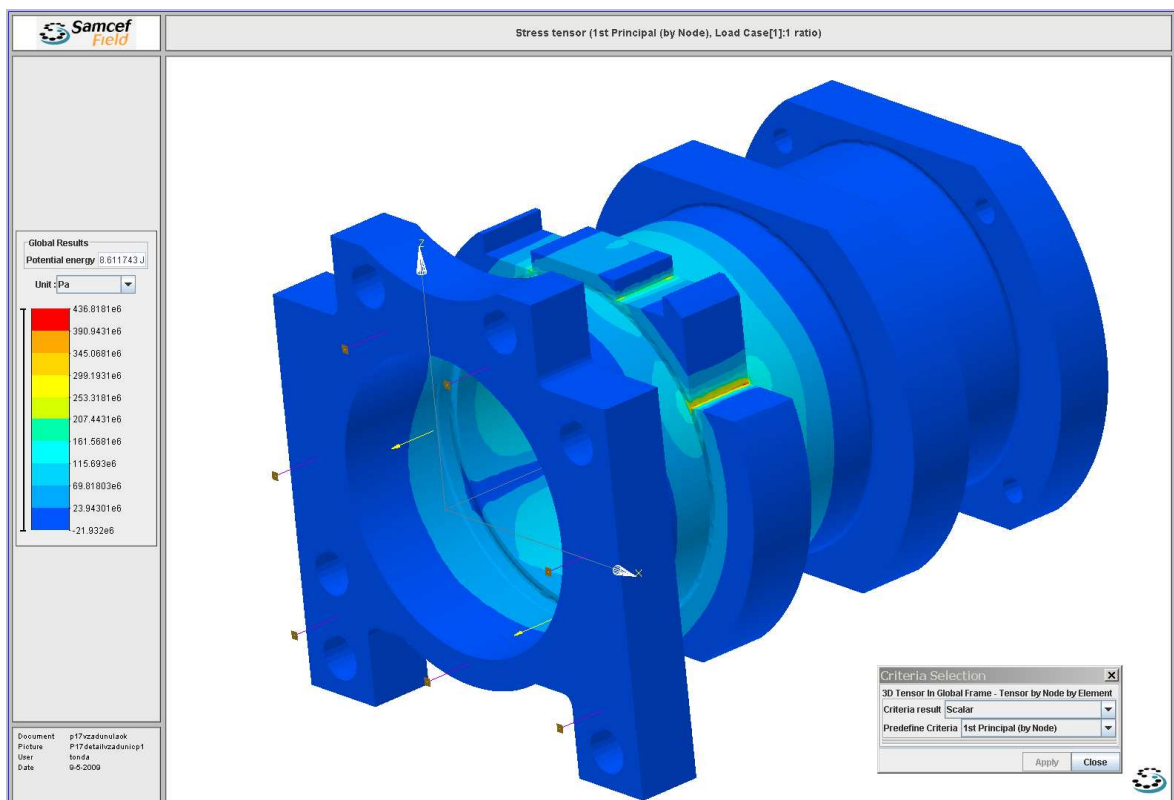 Samcef
Field
Stress tensor (1st Principal (by Node), Load Case[1]:1 ratio)
Global Results
Potential energy 8.611743 J
Unit : Pa
436.8181e6
390.9431e6
345.0681e6
299.1931e6
253.3181e6
207.4431e6
161.5681e6
115.693e6
69.81803e6
23.94301e6
-21.932e6
Z
X
Criteria Selection
3D Tensor In Global Frame - Tensor by Node by Element
Criteria result Scalar
Predefine Criteria 1st Principal (by Node)
Apply Close
Document p17vzadunulaok
Picture P17detailvzadunicp1
User tonda
Date 9-5-2009